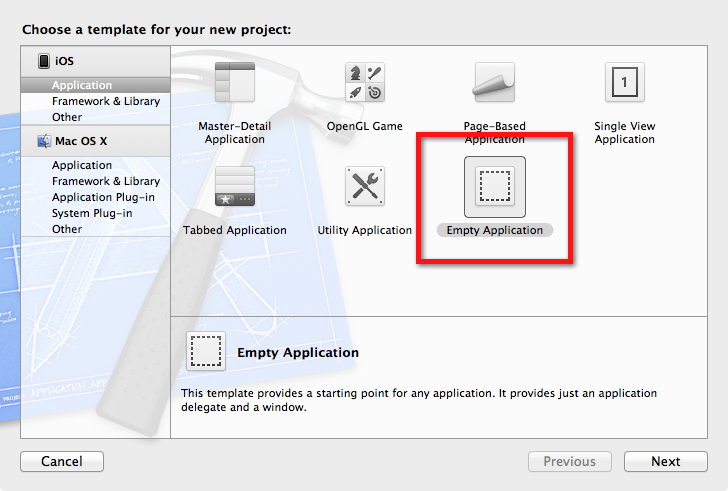 Choose a template for your new project:
iOS
Application
Framework & Library
Other
Mac OS X
Application
Framework & Library
Application Plug-in
System Plug-in
Other
Master-Detail
Application
OpenGL Game
Page-Based
Application
1
Single View
Application
Tabbed Application
Utility Application
Empty Application
Empty Application
This template provides a starting point for any application. It provides just an application
delegate and a window.
PROJECT
APPLICATION APP
Cancel
Previous
Next